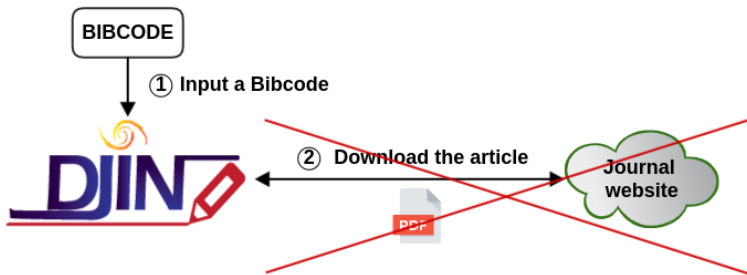 BIBCODE
① Input a Bibcode
DJIN
② Download the article
Journal
website
PDF